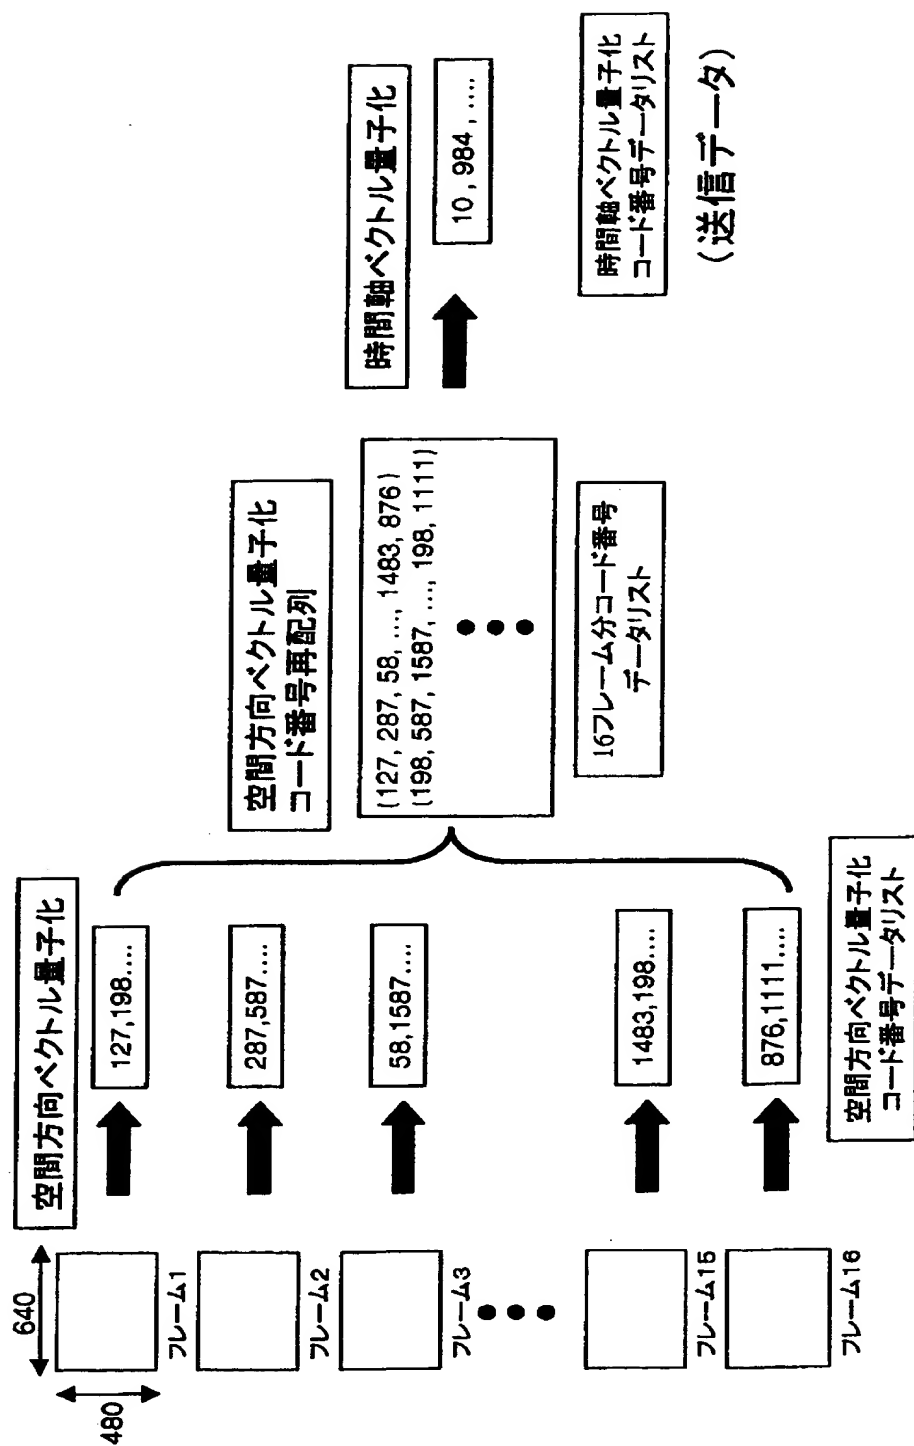 640
480
フレーム1
フレーム2
フレーム3
フレーム15
フレーム16
空間方向ベクトル量子化
127,198....
287,587....
58,1587....
1483,198....
876,1111....
空間方向ベクトル量子化
コード番号データリスト
空間方向ベクトル量子化
コード番号再配列
(127, 287, 58, ...., 1483, 876)
(198, 587, 1587, ...., 198, 1111)
16フレーム分コード番号
データリスト
時間軸ベクトル量子化
10, 984, ....
時間軸ベクトル量子化
コード番号データリスト
(送信データ)